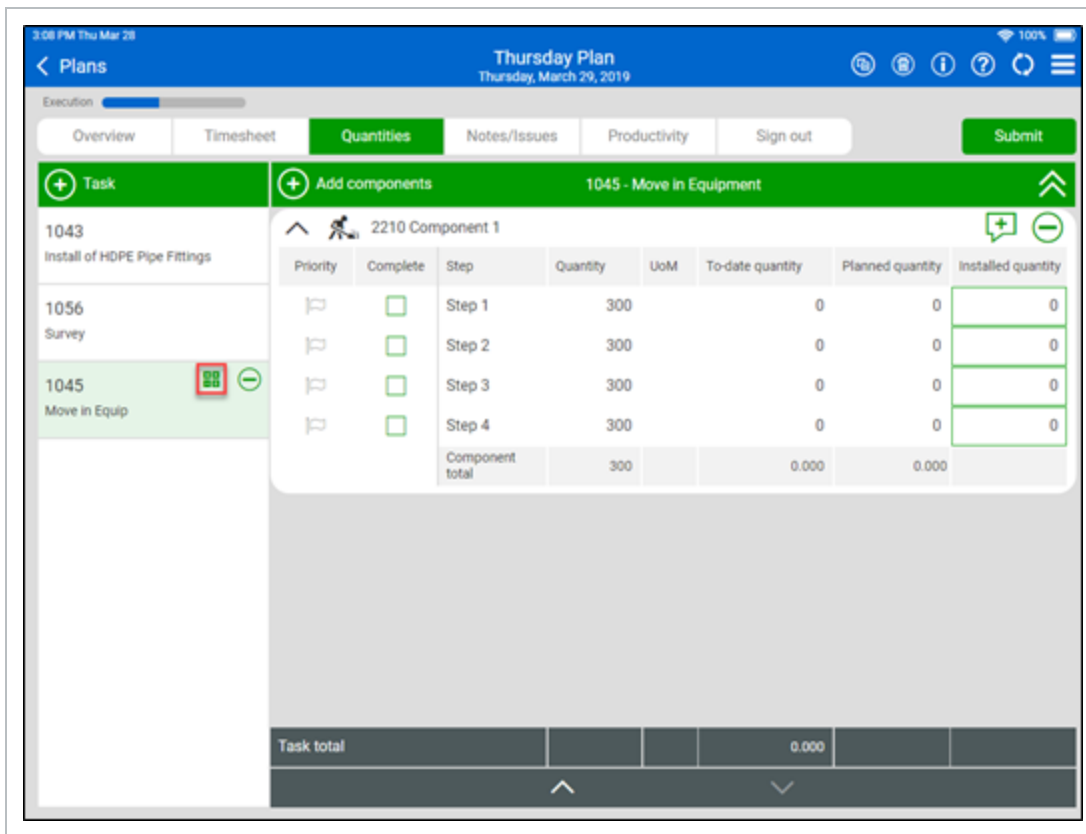 3:08 PM Thu Mar 28 100%
Plans
Thursday Plan
Thursday, March 29, 2019
Execution
Overview Timesheet Quantities Notes/Issues Productivity Sign out Submit
Task
Add components 1045 - Move in Equipment
1043
Install of HDPE Pipe Fittings
1056
Survey
1045
Move in Equip
2210 Component 1
Priority Complete Step Quantity UoM To-date quantity Planned quantity Installed quantity
Step 1 300 0 0 0
Step 2 300 0 0 0
Step 3 300 0 0 0
Step 4 300 0 0 0
Component
total 300 0.000 0.000
Task total 0.000